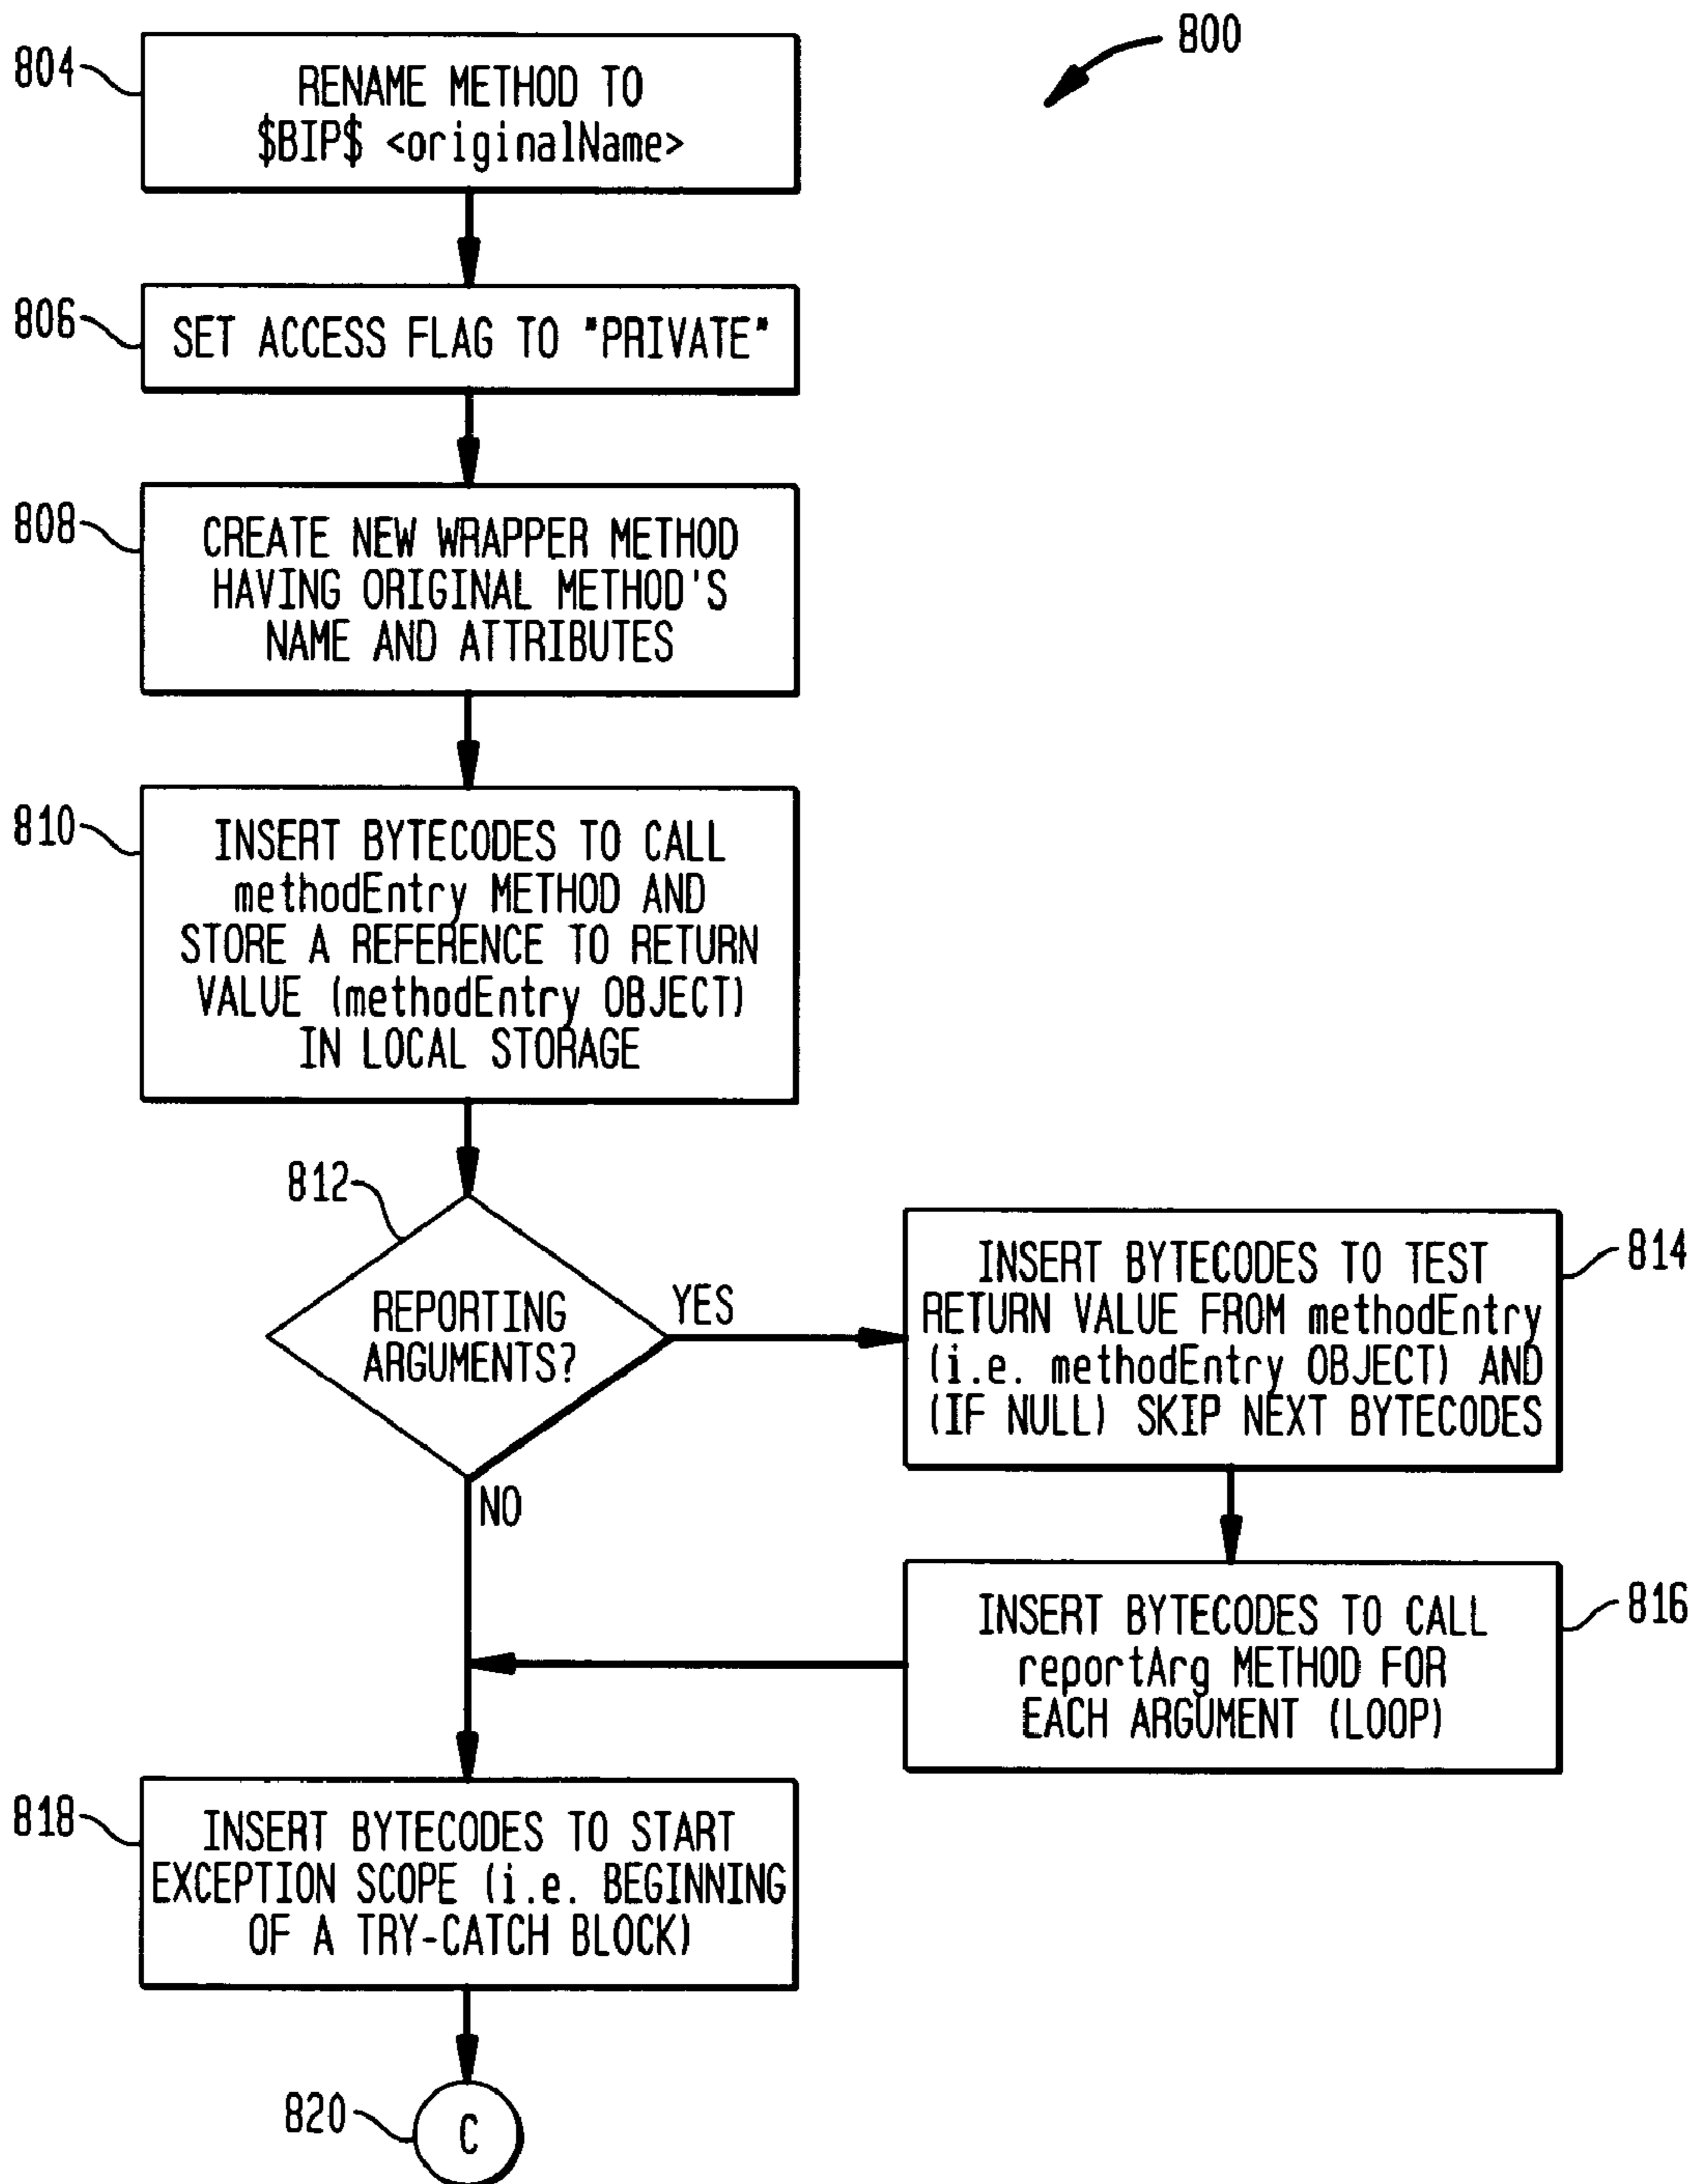 800
804
RENAME METHOD TO
$BIP$ <originalName>
806
SET ACCESS FLAG TO "PRIVATE"
808
CREATE NEW WRAPPER METHOD
HAVING ORIGINAL METHOD'S
NAME AND ATTRIBUTES
810
INSERT BYTECODES TO CALL
methodEntry METHOD AND
STORE A REFERENCE TO RETURN
VALUE (methodEntry OBJECT)
IN LOCAL STORAGE
812
REPORTING
ARGUMENTS?
YES
NO
814
INSERT BYTECODES TO TEST
RETURN VALUE FROM methodEntry
(i.e. methodEntry OBJECT) AND
(IF NULL) SKIP NEXT BYTECODES
816
INSERT BYTECODES TO CALL
reportArg METHOD FOR
EACH ARGUMENT (LOOP)
818
INSERT BYTECODES TO START
EXCEPTION SCOPE (i.e. BEGINNING
OF A TRY-CATCH BLOCK)
820
C